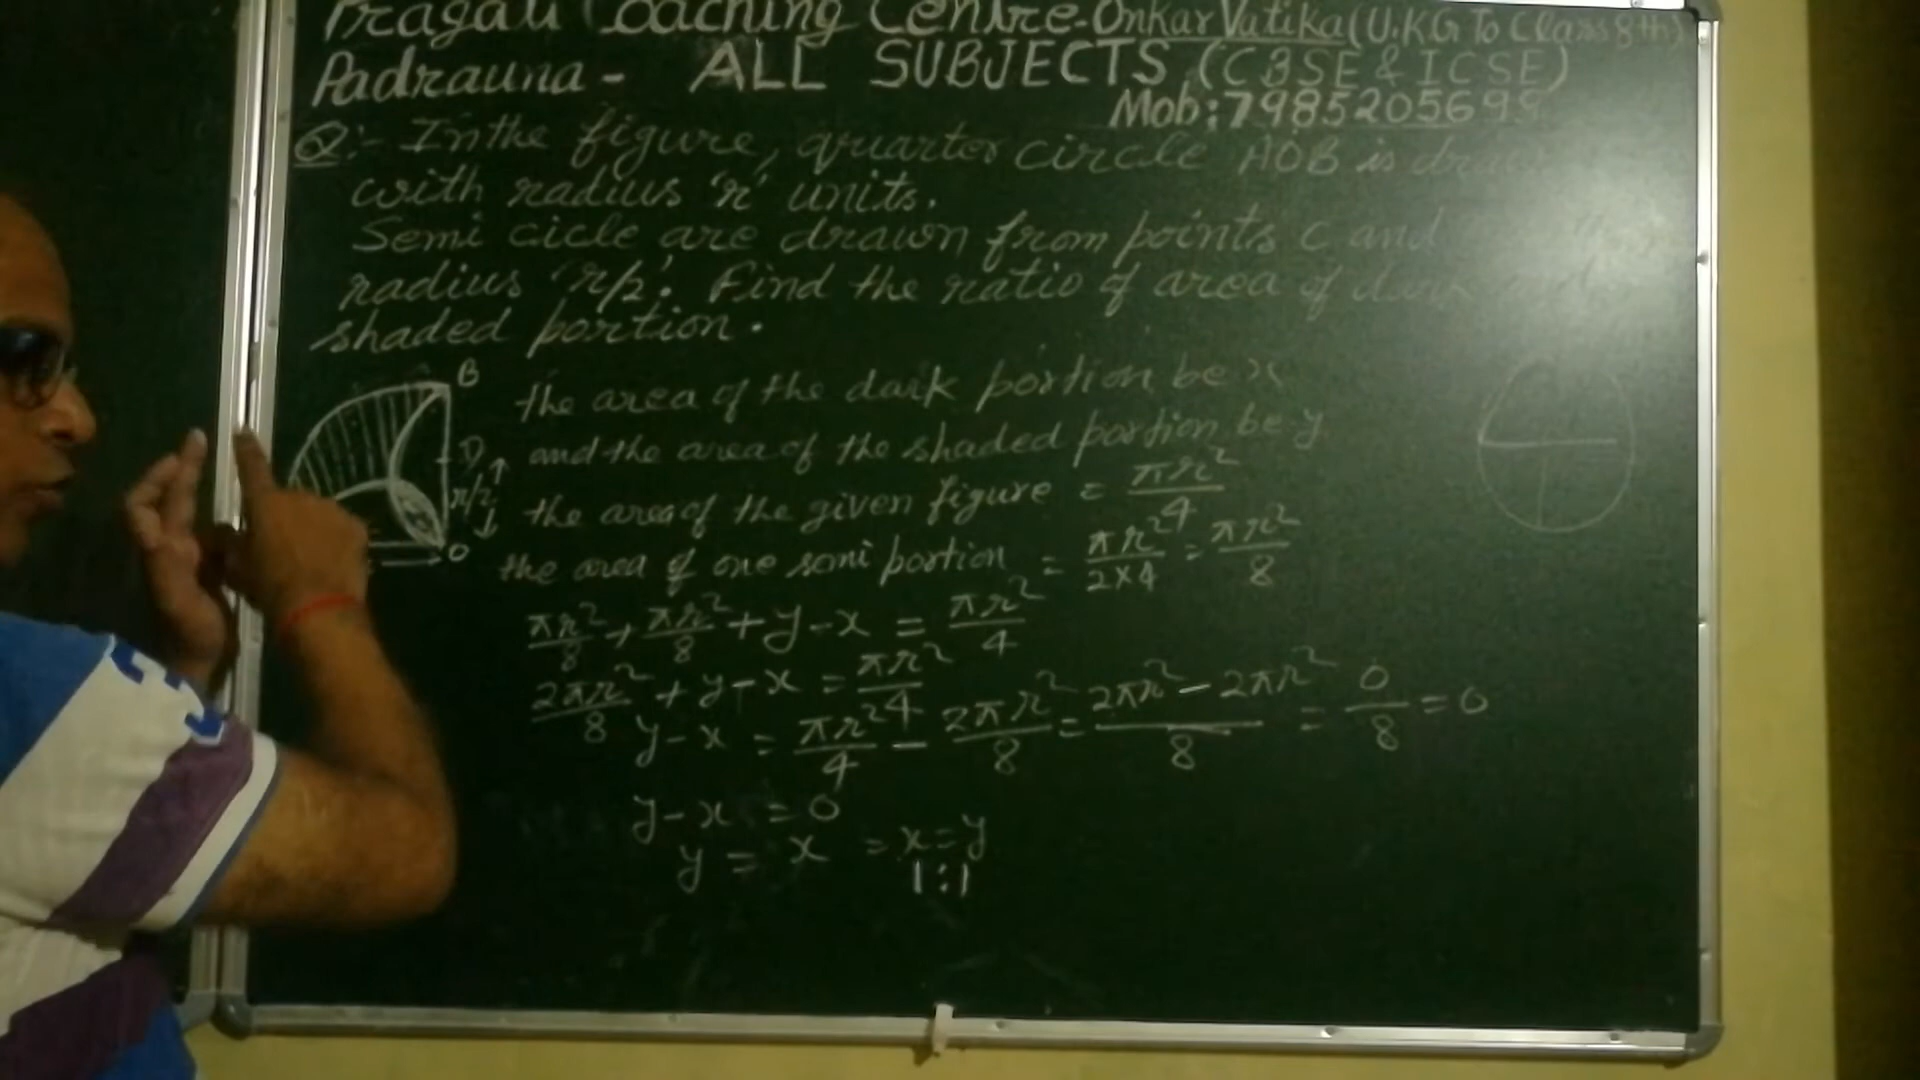 Pragati Coaching Centre-Onkar Vatika (U.KG To Class 8th)
Padrauna - ALL SUBJECTS (CBSE & ICSE)
Mob:7985205695
Q:- In the figure, quarter circle AOB is
with radius 'r' units.
Semi cicle are drawn from points C and
radius 'r/2'. Find the ratio of area of dark
shaded portion.
B
D
r/2
O
the area of the dark portion be x
and the area of the shaded portion be y
the area of the given figure = πr²/4
the area of one semi portion = πr²/2×4 = πr²/8
πr²/8 + πr²/8 + y-x = πr²/4
2πr²/8 + y-x = πr²/4
y-x = πr²/4 - 2πr²/8 = 2πr² - 2πr²/8 = 0/8 = 0
y-x = 0
y = x = x=y
1:1